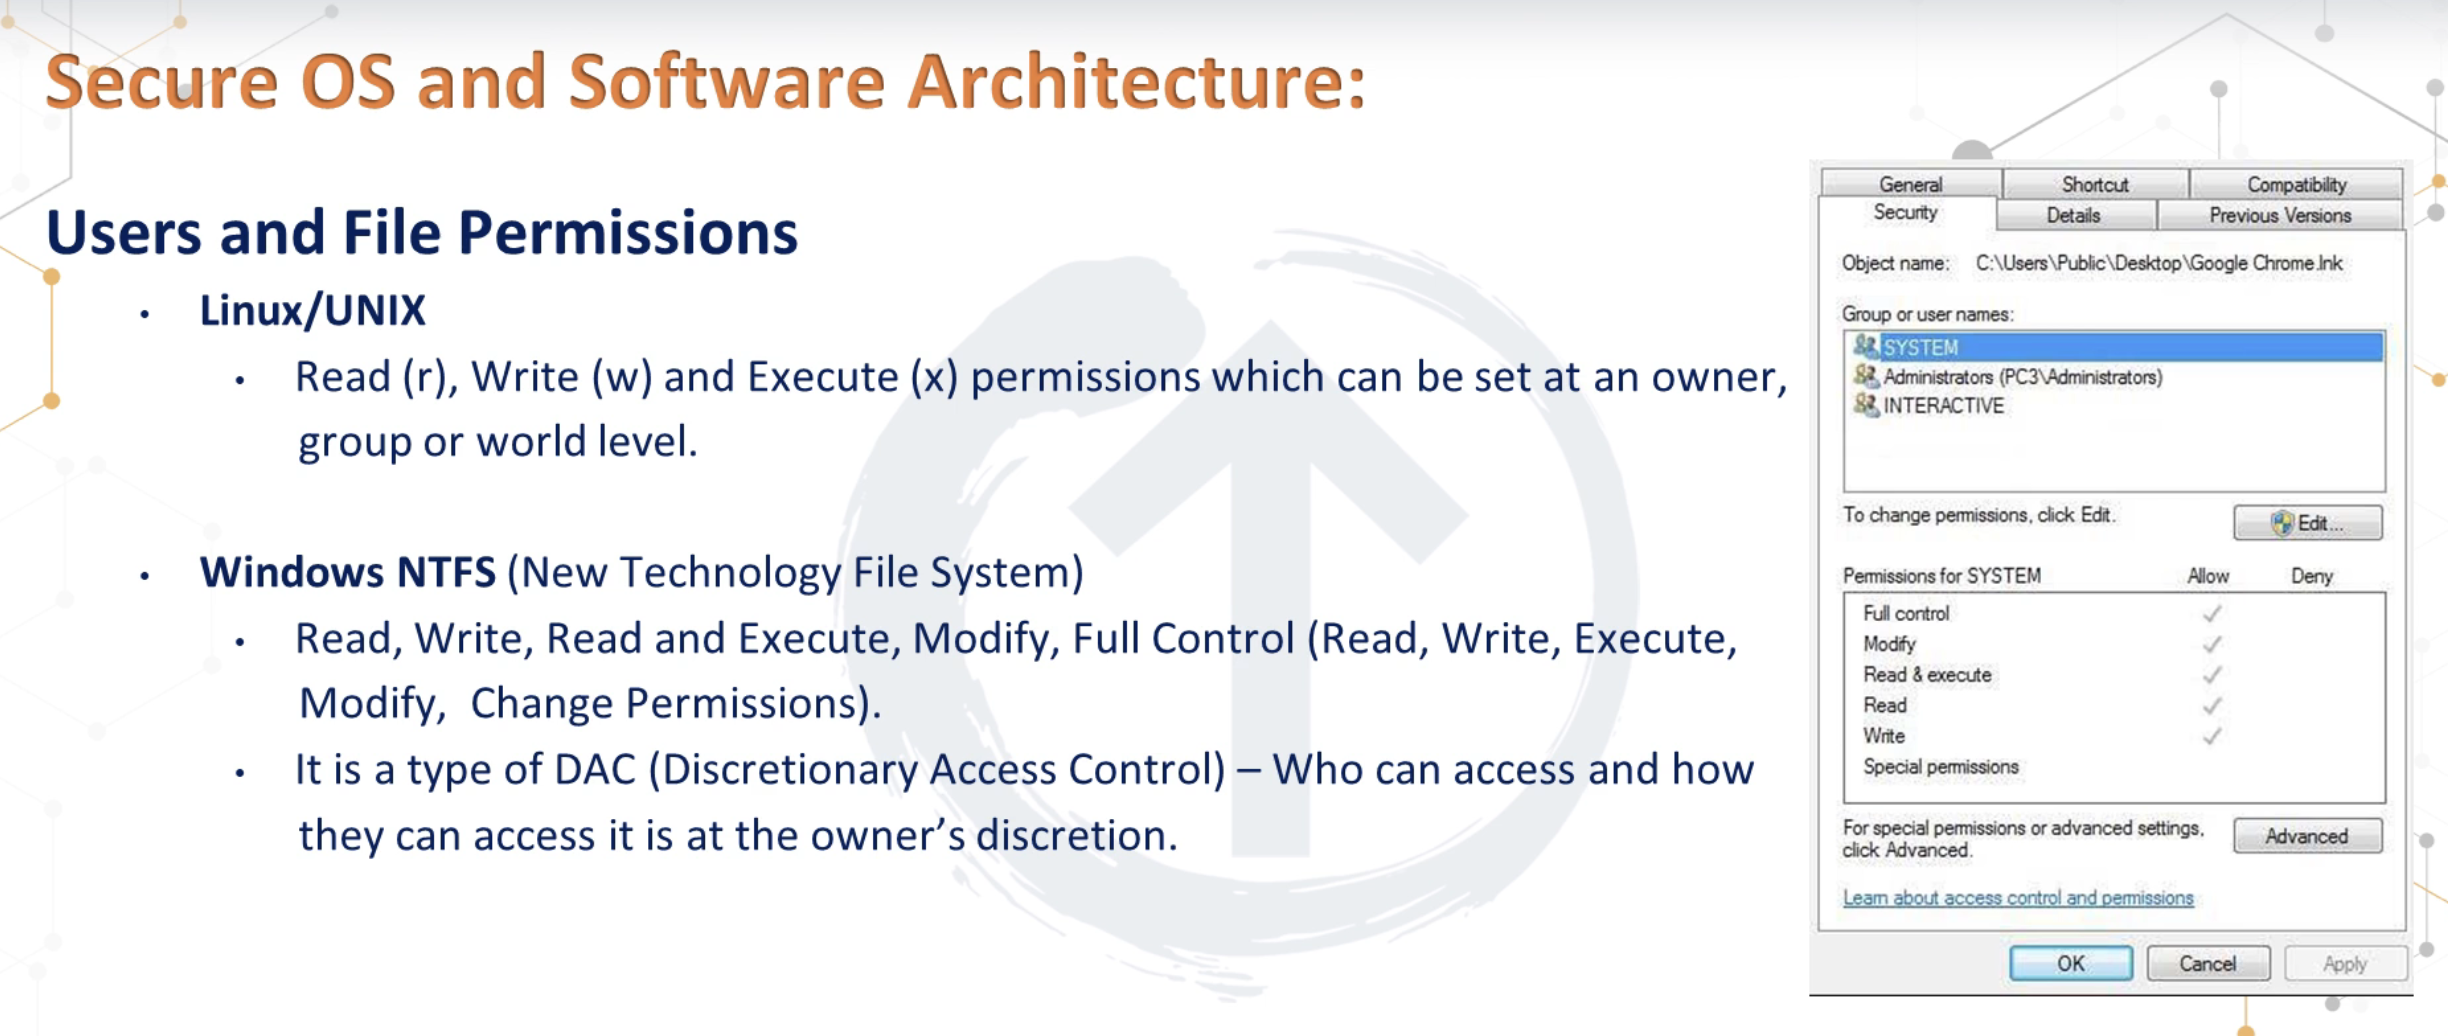 Secure OS and Software Architecture:
Users and File Permissions
• Linux/UNIX
• Read (r), Write (w) and Execute (x) permissions which can be set at an owner,
group or world level.
• Windows NTFS (New Technology File System)
• Read, Write, Read and Execute, Modify, Full Control (Read, Write, Execute,
Modify, Change Permissions).
• It is a type of DAC (Discretionary Access Control) – Who can access and how
they can access it is at the owner's discretion.
General Shortcut Compatibility
Security Details Previous Versions
Object name: C:\Users\Public\Desktop\Google Chrome.lnk
Group or user names:
SYSTEM
Administrators (PC3\Administrators)
INTERACTIVE
To change permissions, click Edit.
Edit...
Permissions for SYSTEM Allow Deny
Full control
Modify
Read & execute
Read
Write
Special permissions
For special permissions or advanced settings,
click Advanced.
Advanced
Learn about access control and permissions
OK Cancel Apply